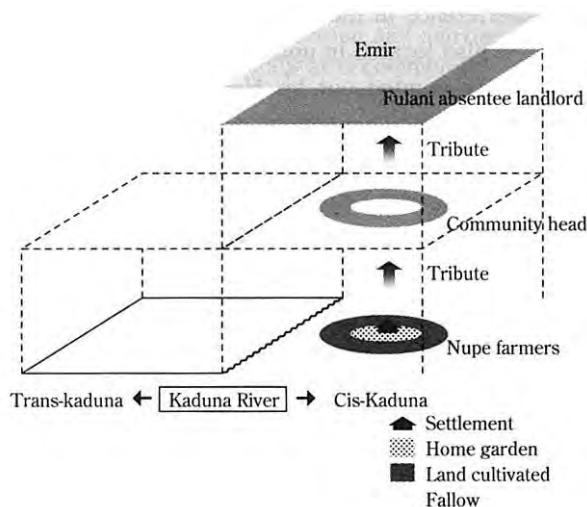 Emir
Fulani absentee landlord
Tribute
Community head
Tribute
Nupe farmers
Trans-kaduna
Kaduna River
Cis-Kaduna
Settlement
Home garden
Land cultivated
Fallow